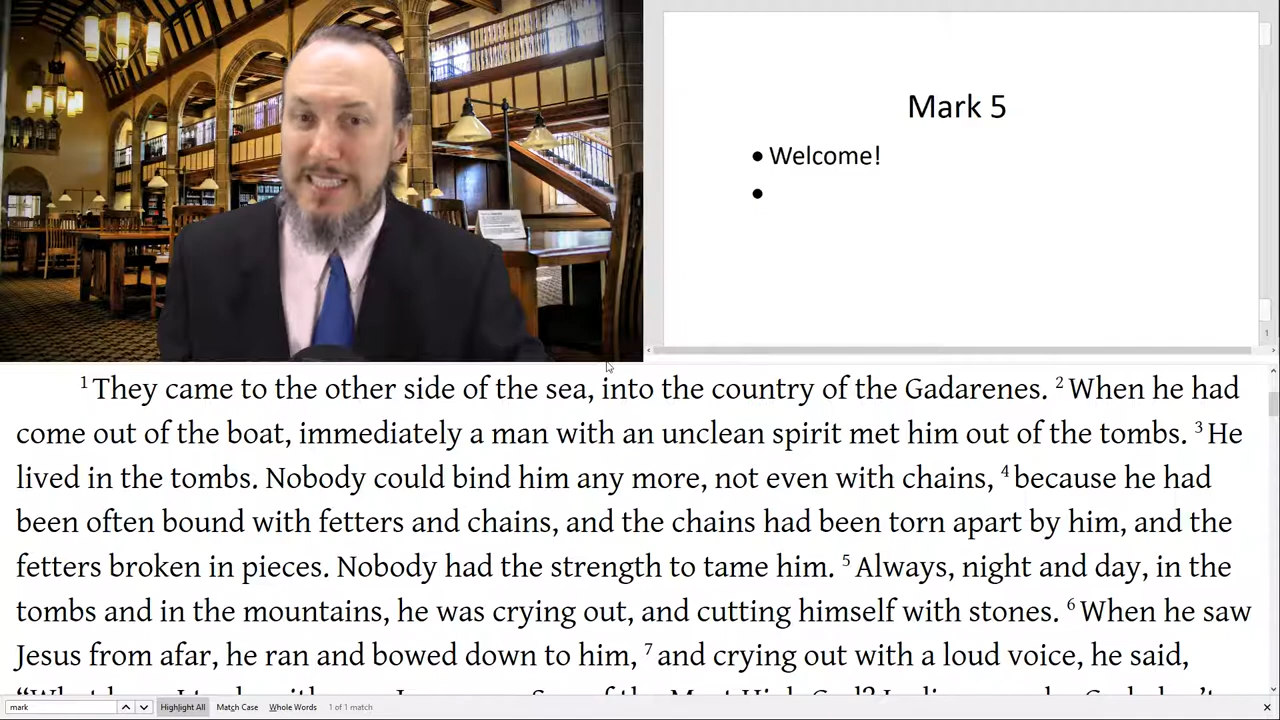 Mark 5
• Welcome!
•
1
1 They came to the other side of the sea, into the country of the Gadarenes. 2 When he had
come out of the boat, immediately a man with an unclean spirit met him out of the tombs. 3 He
lived in the tombs. Nobody could bind him any more, not even with chains, 4 because he had
been often bound with fetters and chains, and the chains had been torn apart by him, and the
fetters broken in pieces. Nobody had the strength to tame him. 5 Always, night and day, in the
tombs and in the mountains, he was crying out, and cutting himself with stones. 6 When he saw
Jesus from afar, he ran and bowed down to him, 7 and crying out with a loud voice, he said,
mark Highlight All Match Case Whole Words 1 of 1 match